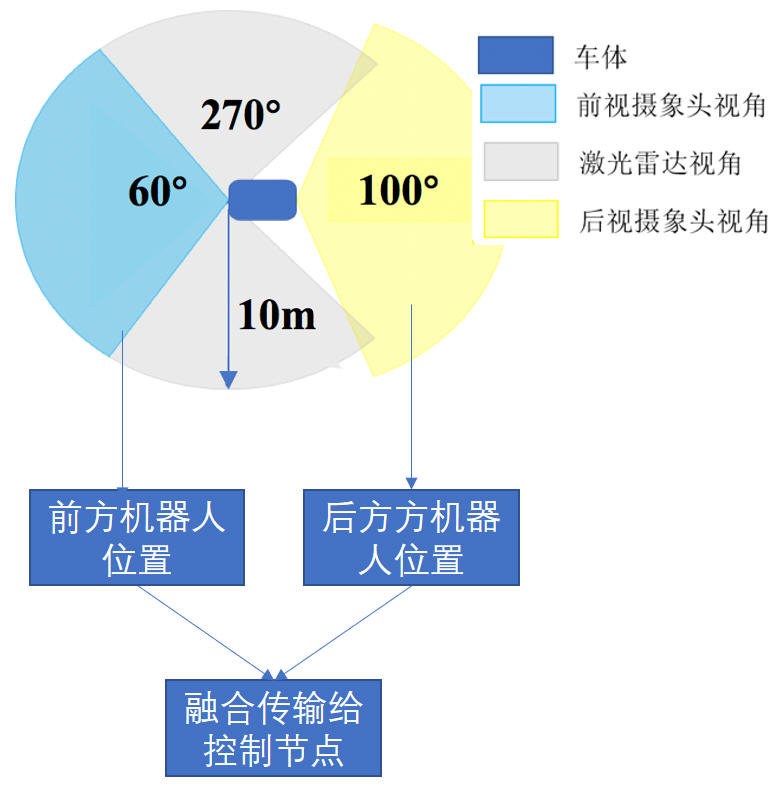 270°
60°
100°
10m
车体
前视摄象头视角
激光雷达视角
后视摄象头视角
前方机器人
位置
后方方机器
人位置
融合传输给
控制节点